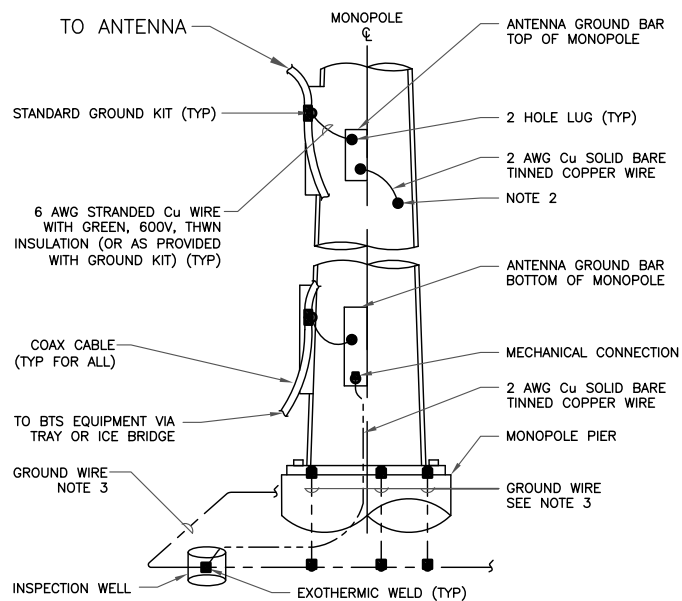 MONOPOLE
℄
TO ANTENNA
ANTENNA GROUND BAR
TOP OF MONOPOLE
STANDARD GROUND KIT (TYP)
2 HOLE LUG (TYP)
2 AWG Cu SOLID BARE
TINNED COPPER WIRE
NOTE 2
6 AWG STRANDED Cu WIRE
WITH GREEN, 600V, THWN
INSULATION (OR AS PROVIDED
WITH GROUND KIT) (TYP)
ANTENNA GROUND BAR
BOTTOM OF MONOPOLE
COAX CABLE
(TYP FOR ALL)
MECHANICAL CONNECTION
2 AWG Cu SOLID BARE
TINNED COPPER WIRE
TO BTS EQUIPMENT VIA
TRAY OR ICE BRIDGE
MONOPOLE PIER
GROUND WIRE
NOTE 3
GROUND WIRE
SEE NOTE 3
INSPECTION WELL
EXOTHERMIC WELD (TYP)